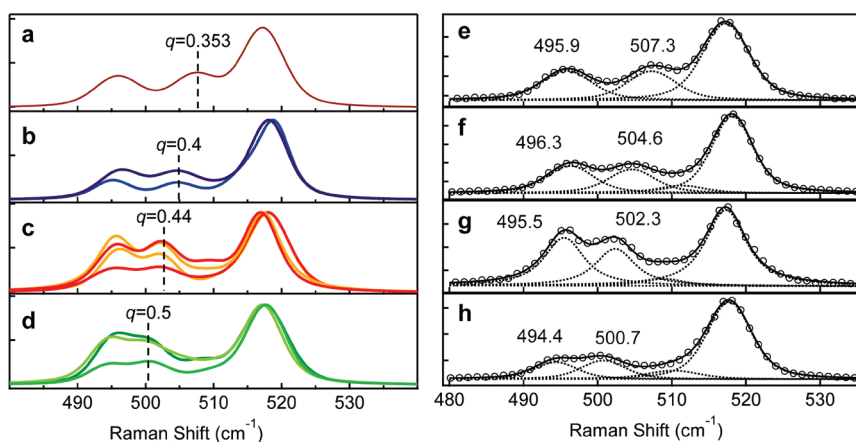 a
q=0.353
b
q=0.4
c
q=0.44
d
q=0.5
490 500 510 520 530
Raman Shift (cm⁻¹)
e
495.9 507.3
f
496.3 504.6
g
495.5 502.3
h
494.4 500.7
480 490 500 510 520 530
Raman Shift (cm⁻¹)